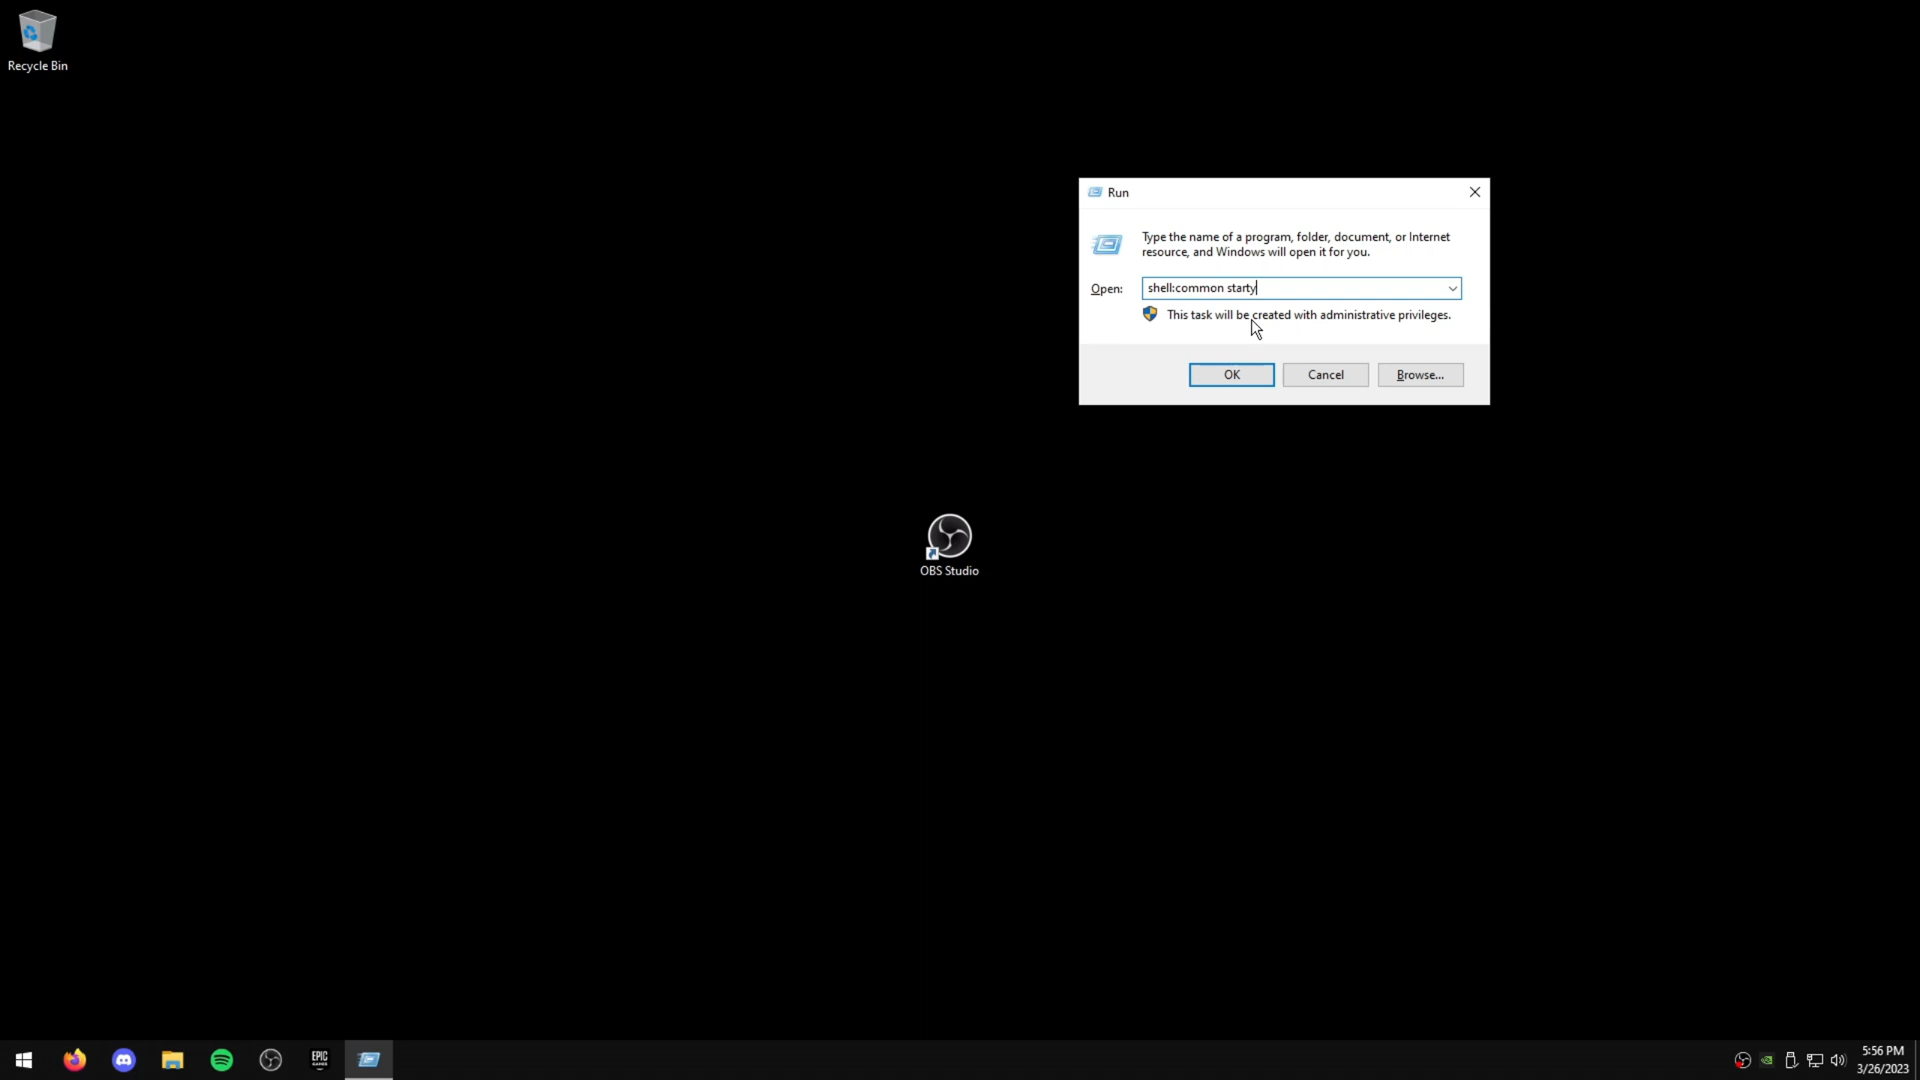 Recycle Bin
Run
Type the name of a program, folder, document, or Internet
resource, and Windows will open it for you.
Open:
shell:common starty
This task will be created with administrative privileges.
OK
Cancel
Browse...
OBS Studio
EPIC
GAMES
5:56 PM
3/26/2023